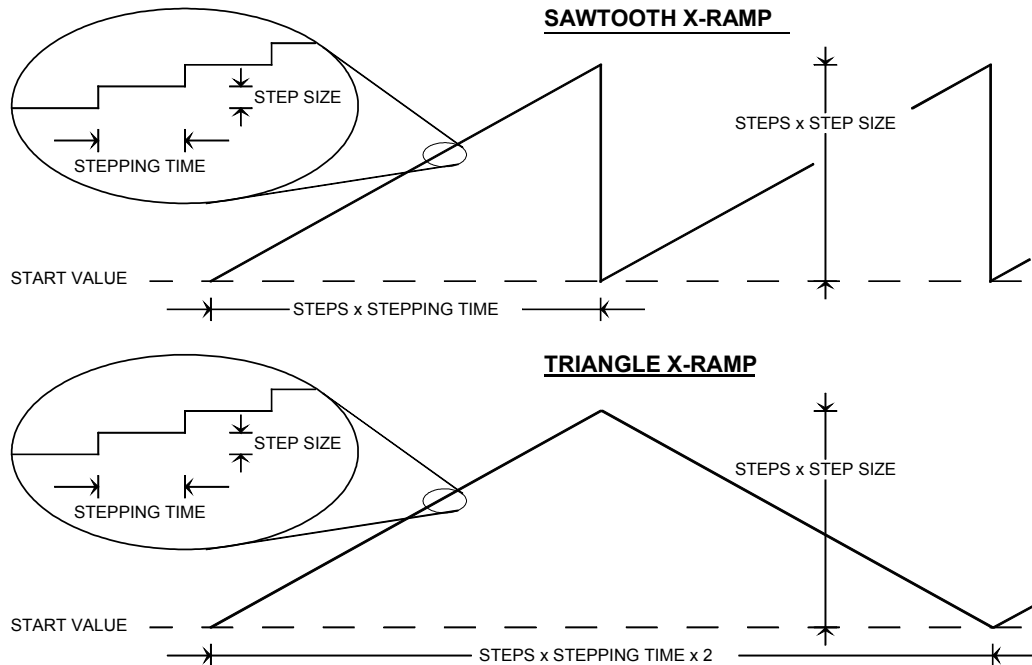 SAWTOOTH X-RAMP
STEP SIZE
STEPPING TIME
STEPS x STEP SIZE
START VALUE
STEPS x STEPPING TIME
TRIANGLE X-RAMP
STEP SIZE
STEPPING TIME
STEPS x STEP SIZE
START VALUE
STEPS x STEPPING TIME x 2